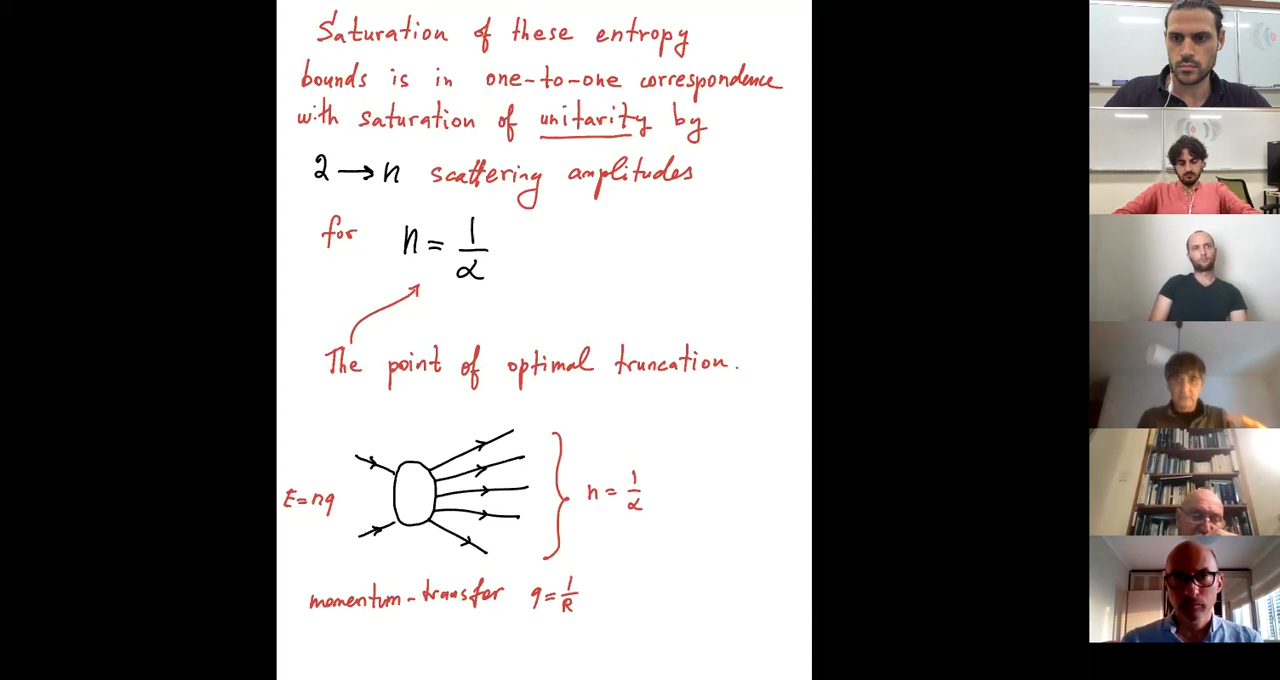 Saturation of these entropy
bounds is in one-to-one correspondence
with saturation of unitarity by
2 → n scattering amplitudes
for n = 1/α
The point of optimal truncation.
E=nq
n = 1/α
momentum-transfer q = 1/R